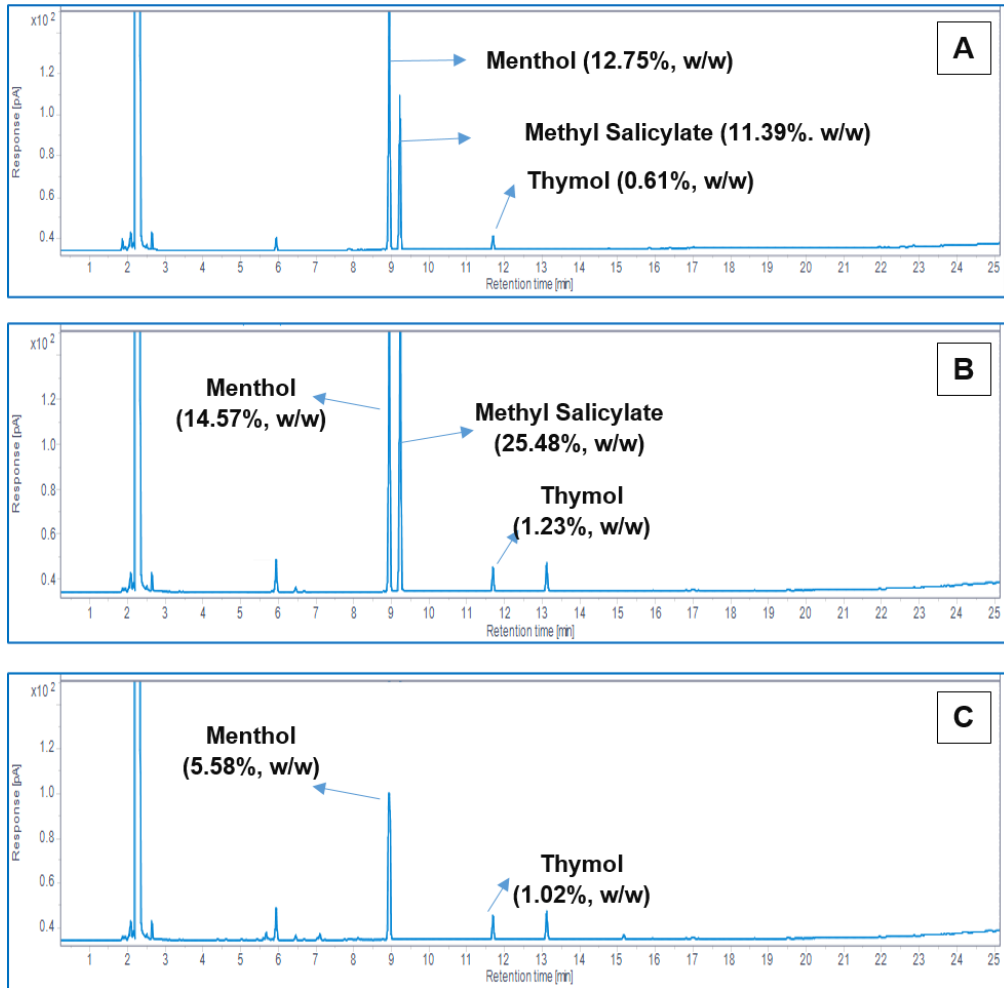 x10²
A
Menthol (12.75%, w/w)
1.2
Response [pA]
1.0
Methyl Salicylate (11.39%. w/w)
0.8
Thymol (0.61%, w/w)
0.6
0.4
1 2 3 4 5 6 7 8 9 10 11 12 13 14 15 16 17 18 19 20 21 22 23 24 25
Retention time [min]
x10²
B
Menthol
(14.57%, w/w)
1.2
Methyl Salicylate
(25.48%, w/w)
Response [pA]
1.0
0.8
Thymol
(1.23%, w/w)
0.6
0.4
1 2 3 4 5 6 7 8 9 10 11 12 13 14 15 16 17 18 19 20 21 22 23 24 25
Retention time [min]
x10²
C
Menthol
(5.58%, w/w)
1.2
Response [pA]
1.0
0.8
Thymol
(1.02%, w/w)
0.6
0.4
1 2 3 4 5 6 7 8 9 10 11 12 13 14 15 16 17 18 19 20 21 22 23 24 25
Retention time [min]